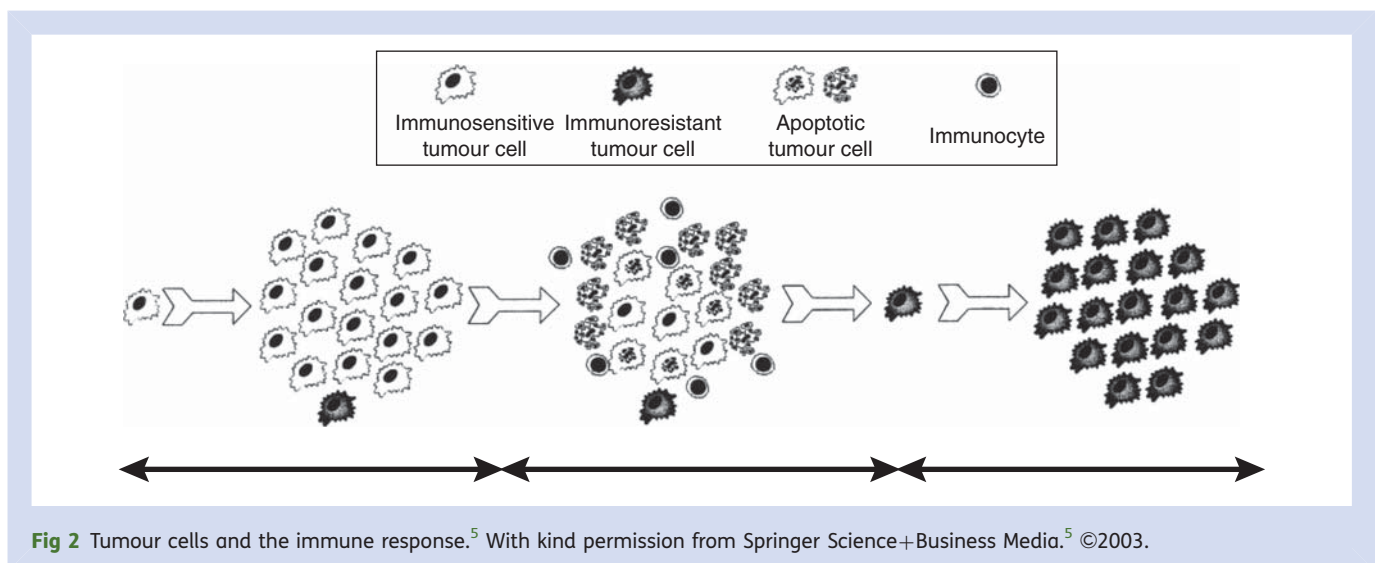 Immunosensitive Immunoresistant Apoptotic Immunocyte
tumour cell tumour cell tumour cell
Fig 2 Tumour cells and the immune response.5 With kind permission from Springer Science+Business Media.5 ©2003.